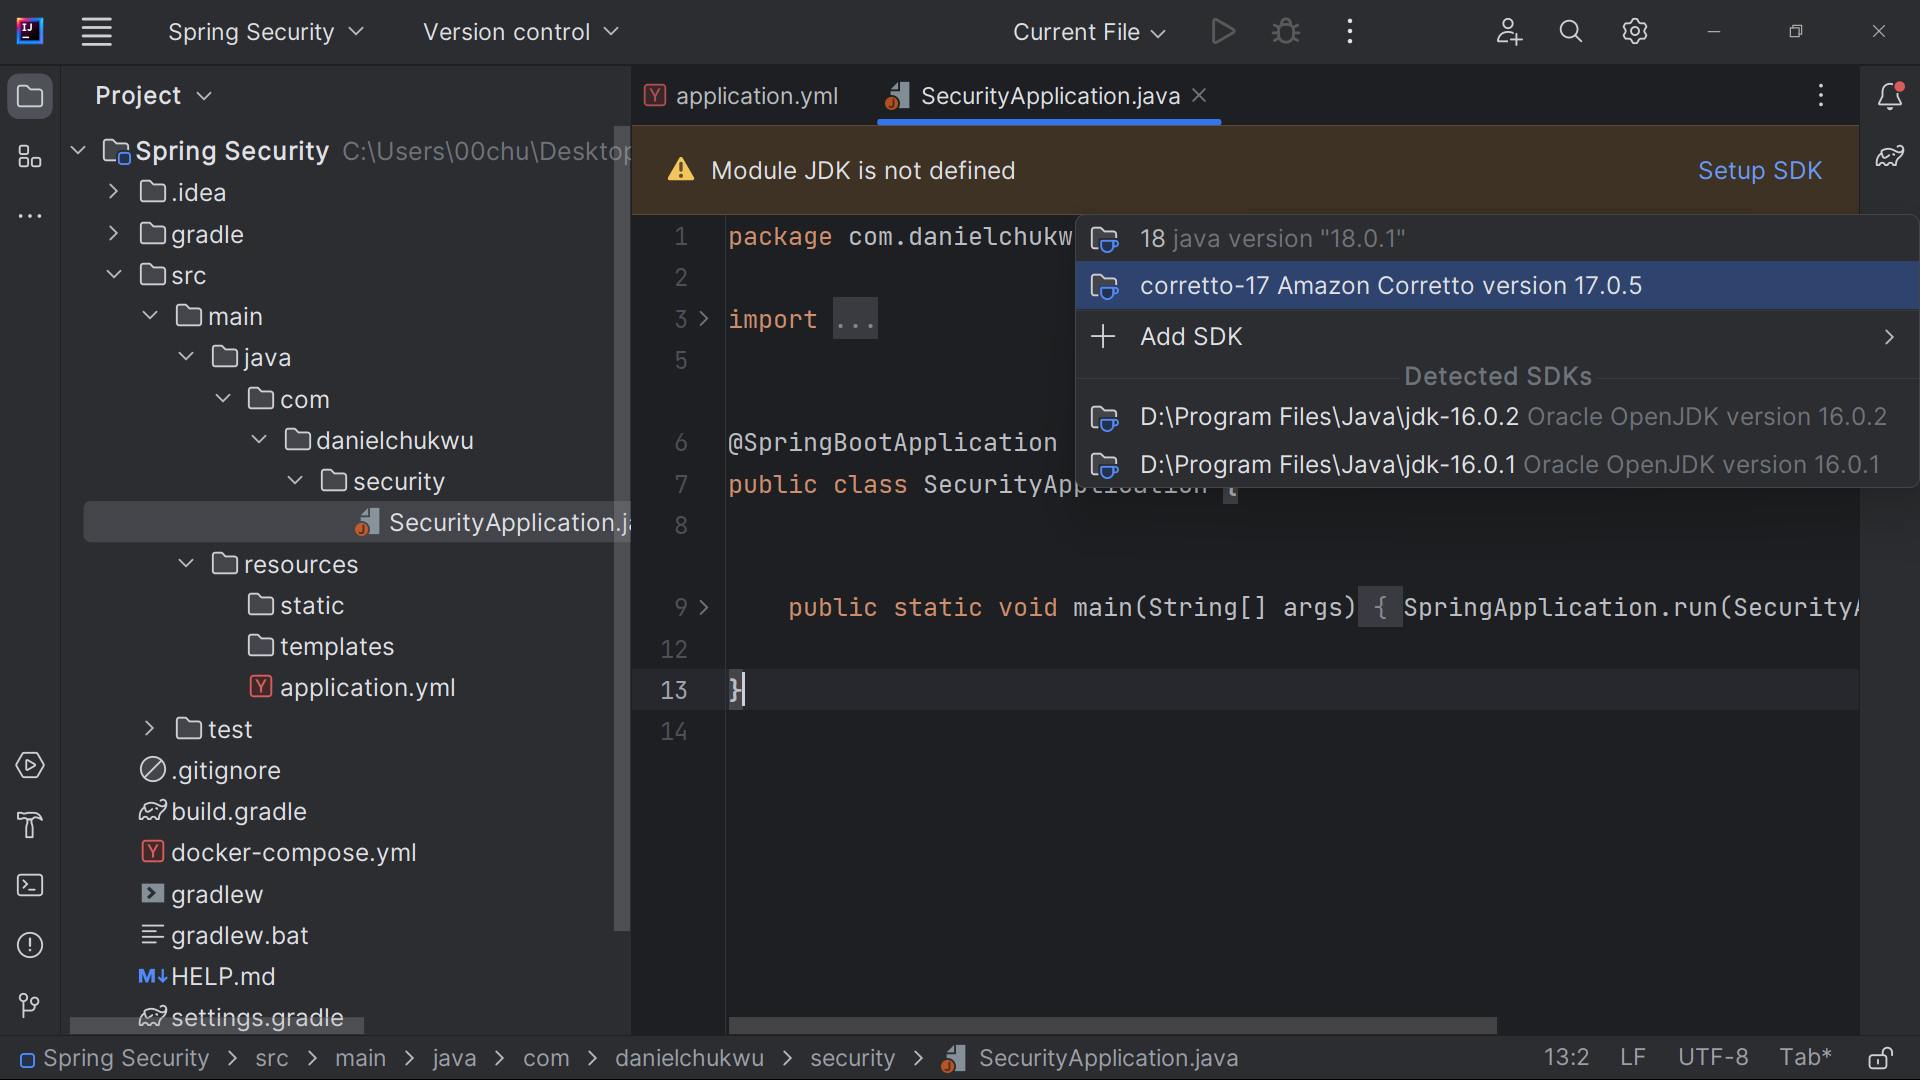 Spring Security
Version control
Current File
Project
application.yml
SecurityApplication.java
Spring Security C:\Users\00chu\Desktop
.idea
gradle
src
main
java
com
danielchukwu
security
SecurityApplication.ja
resources
static
templates
application.yml
test
.gitignore
build.gradle
docker-compose.yml
gradlew
gradlew.bat
HELP.md
settings.gradle
Module JDK is not defined
Setup SDK
18 java version "18.0.1"
corretto-17 Amazon Corretto version 17.0.5
Add SDK
Detected SDKs
D:\Program Files\Java\jdk-16.0.2 Oracle OpenJDK version 16.0.2
D:\Program Files\Java\jdk-16.0.1 Oracle OpenJDK version 16.0.1
1 package com.danielchukw
2
3 import ...
5
6 @SpringBootApplication
7 public class SecurityApplication {
8
9 public static void main(String[] args) { SpringApplication.run(SecurityA
12
13 }
14
Spring Security > src > main > java > com > danielchukwu > security > SecurityApplication.java
13:2 LF UTF-8 Tab*